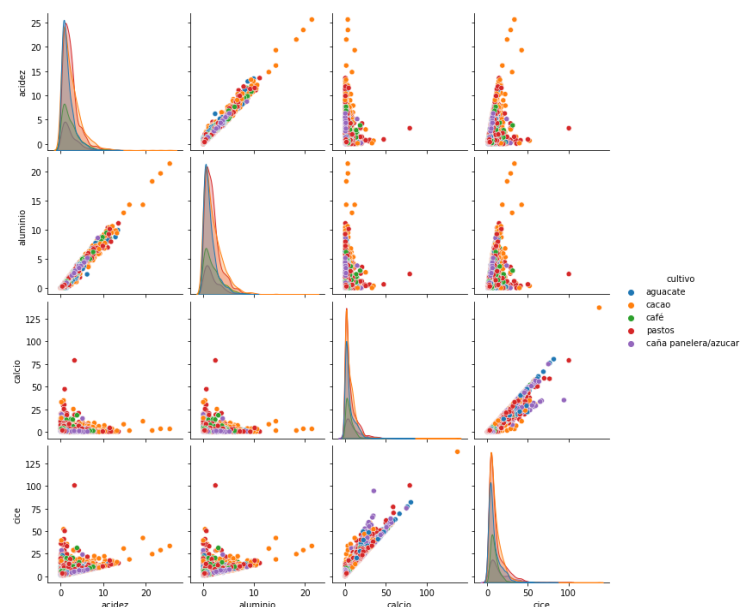 25
20
15
10
5
0
acidez
20
15
10
5
0
aluminio
cultivo
aguacate
cacao
café
pastos
caña panelera/azucar
125
100
75
50
25
0
calcio
125
100
75
50
25
0
cice
0 10 20 0 10 20 0 50 100 0 50 100
acidez aluminio calcio cice